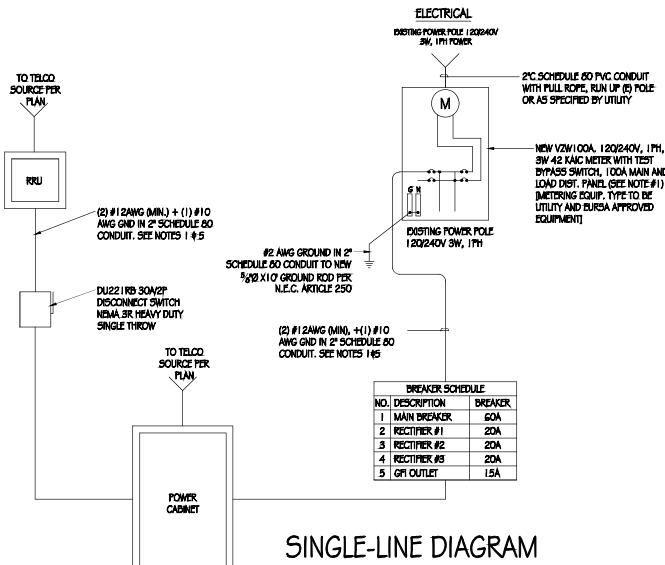 ELECTRICAL
EXISTING POWER POLE 120/240V
3W, 1PH POWER
TO TELCO
SOURCE PER
PLAN
RRU
M
2"C SCHEDULE 80 PVC CONDUIT
WITH PULL ROPE, RUN UP (E) POLE
OR AS SPECIFIED BY UTILITY
NEW VZW100A, 120/240V, 1PH,
3W 42 KAIC METER WITH TEST
BYPASS SWITCH, 100A MAIN AND
LOAD DIST. PANEL (SEE NOTE#1)
[METERING EQUIP. TYPE TO BE
UTILITY AND EURSA APPROVED
EQUIPMENT]
G N
EXISTING POWER POLE
120/240V 3W, 1PH
(2) #12AWG (MIN.) + (1) #10
AWG GND IN 2" SCHEDULE 80
CONDUIT. SEE NOTES 1 & 5
#2 AWG GROUND IN 2"
SCHEDULE 80 CONDUIT TO NEW
5/8"Ø X10' GROUND ROD PER
N.E.C. ARTICLE 250
DU221RB 30A/2P
DISCONNECT SWITCH
NEMA 3R HEAVY DUTY
SINGLE THROW
(2) #12AWG (MIN), +(1) #10
AWG GND IN 2" SCHEDULE 80
CONDUIT. SEE NOTES 1&5
TO TELCO
SOURCE PER
PLAN
BREAKER SCHEDULE
NO. DESCRIPTION BREAKER
1 MAIN BREAKER 60A
2 RECTIFIER #1 20A
3 RECTIFIER #2 20A
4 RECTIFIER #3 20A
5 GFI OUTLET 15A
POWER
CABINET
SINGLE-LINE DIAGRAM